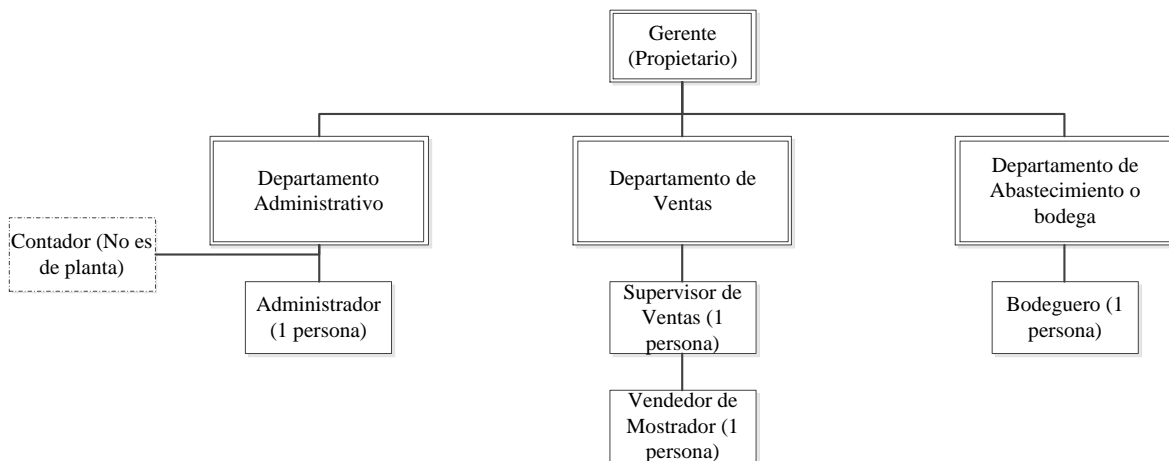 Gerente
(Propietario)
Departamento
Administrativo
Departamento de
Ventas
Departamento de
Abastecimiento o
bodega
Contador (No es
de planta)
Administrador
(1 persona)
Supervisor de
Ventas (1
persona)
Bodeguero (1
persona)
Vendedor de
Mostrador (1
persona)